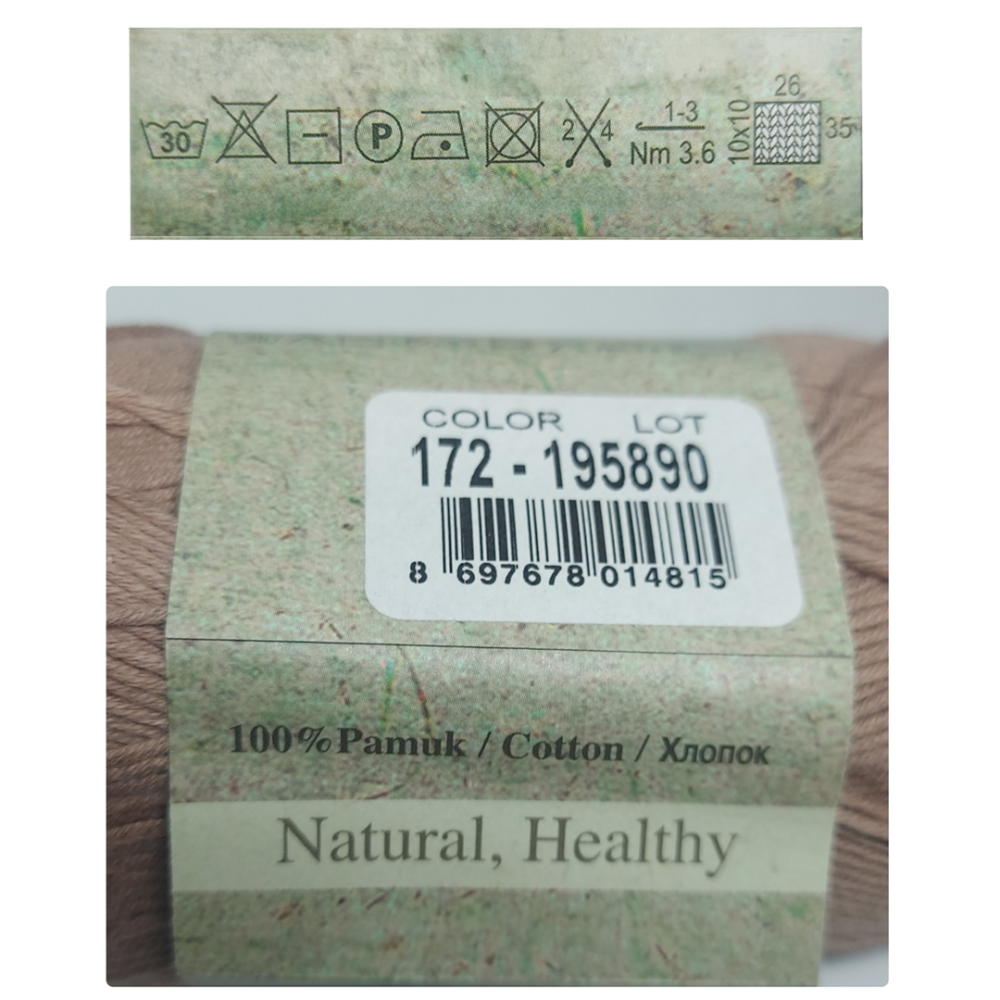 30 P 2 4 1-3 Nm 3.6 10x10 26 35
COLOR LOT
172 - 195890
8 697678 014815
100% Pamuk / Cotton / Хлопок
Natural, Healthy